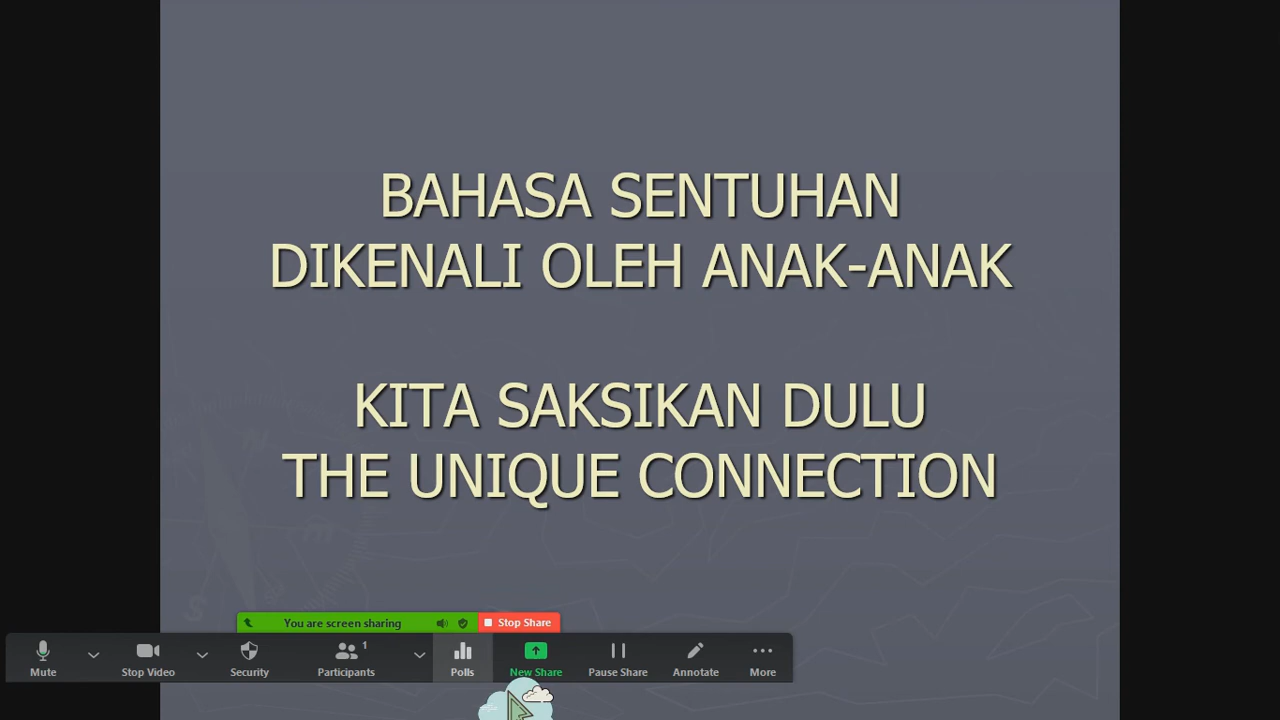 BAHASA SENTUHAN
DIKENALI OLEH ANAK-ANAK
KITA SAKSIKAN DULU
THE UNIQUE CONNECTION
You are screen sharing
Stop Share
Mute
Stop Video
Security
1
Participants
Polls
New Share
Pause Share
Annotate
More